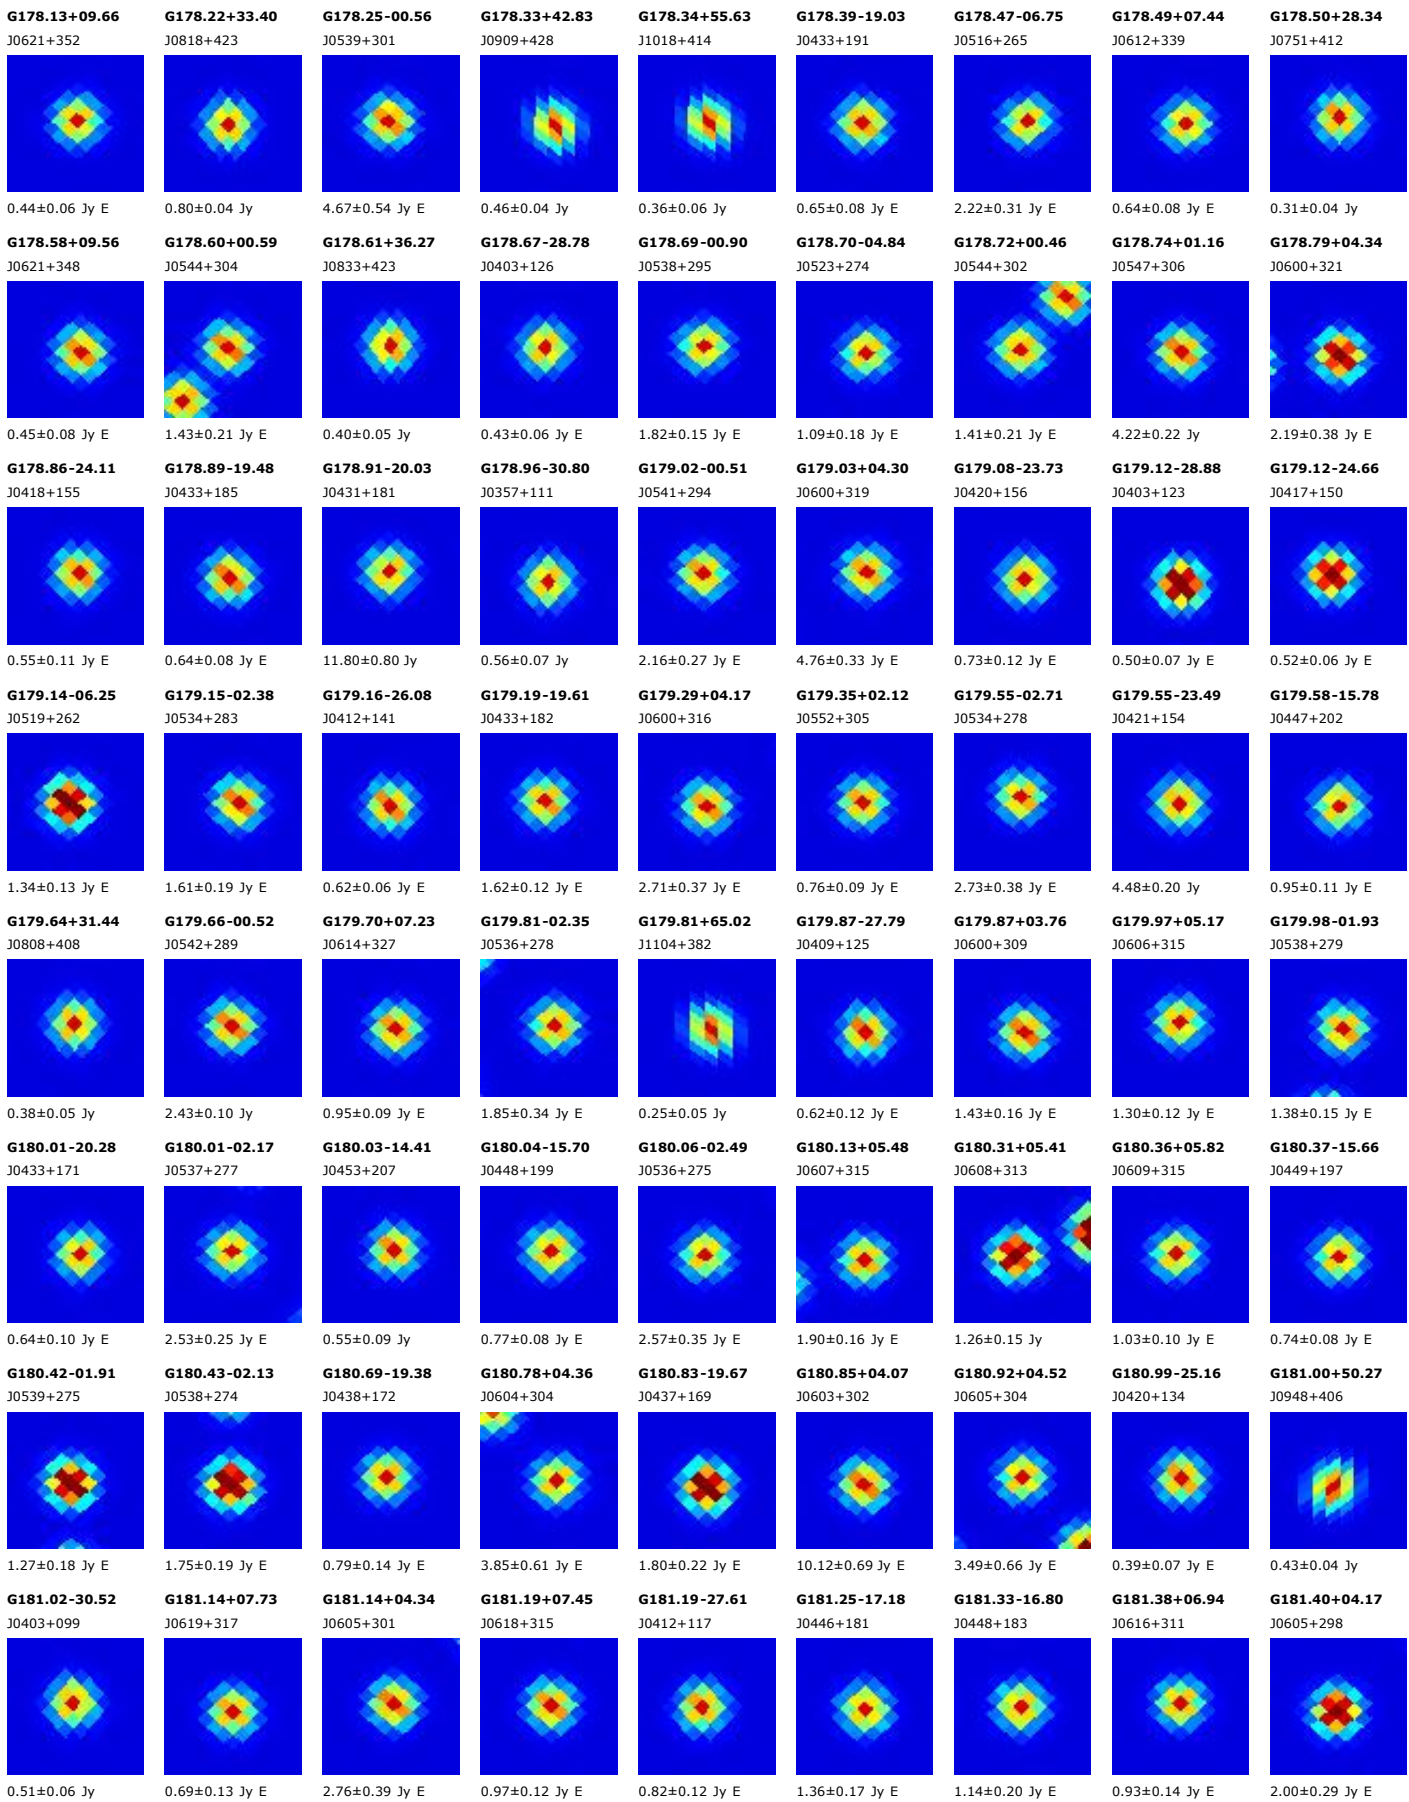 G178.13+09.66 G178.22+33.40 G178.25-00.56 G178.33+42.83 G178.34+55.63 G178.39-19.03 G178.47-06.75 G178.49+07.44 G178.50+28.34
J0621+352 J0818+423 J0539+301 J0909+428 J1018+414 J0433+191 J0516+265 J0612+339 J0751+412
0.44±0.06 Jy E 0.80±0.04 Jy 4.67±0.54 Jy E 0.46±0.04 Jy 0.36±0.06 Jy 0.65±0.08 Jy E 2.22±0.31 Jy E 0.64±0.08 Jy E 0.31±0.04 Jy
G178.58+09.56 G178.60+00.59 G178.61+36.27 G178.67-28.78 G178.69-00.90 G178.70-04.84 G178.72+00.46 G178.74+01.16 G178.79+04.34
J0621+348 J0544+304 J0833+423 J0403+126 J0538+295 J0523+274 J0544+302 J0547+306 J0600+321
0.45±0.08 Jy E 1.43±0.21 Jy E 0.40±0.05 Jy 0.43±0.06 Jy E 1.82±0.15 Jy E 1.09±0.18 Jy E 1.41±0.21 Jy E 4.22±0.22 Jy 2.19±0.38 Jy E
G178.86-24.11 G178.89-19.48 G178.91-20.03 G178.96-30.80 G179.02-00.51 G179.03+04.30 G179.08-23.73 G179.12-28.88 G179.12-24.66
J0418+155 J0433+185 J0431+181 J0357+111 J0541+294 J0600+319 J0420+156 J0403+123 J0417+150
0.55±0.11 Jy E 0.64±0.08 Jy E 11.80±0.80 Jy 0.56±0.07 Jy 2.16±0.27 Jy E 4.76±0.33 Jy E 0.73±0.12 Jy E 0.50±0.07 Jy E 0.52±0.06 Jy E
G179.14-06.25 G179.15-02.38 G179.16-26.08 G179.19-19.61 G179.29+04.17 G179.35+02.12 G179.55-02.71 G179.55-23.49 G179.58-15.78
J0519+262 J0534+283 J0412+141 J0433+182 J0600+316 J0552+305 J0534+278 J0421+154 J0447+202
1.34±0.13 Jy E 1.61±0.19 Jy E 0.62±0.06 Jy E 1.62±0.12 Jy E 2.71±0.37 Jy E 0.76±0.09 Jy E 2.73±0.38 Jy E 4.48±0.20 Jy 0.95±0.11 Jy E
G179.64+31.44 G179.66-00.52 G179.70+07.23 G179.81-02.35 G179.81+65.02 G179.87-27.79 G179.87+03.76 G179.97+05.17 G179.98-01.93
J0808+408 J0542+289 J0614+327 J0536+278 J1104+382 J0409+125 J0600+309 J0606+315 J0538+279
0.38±0.05 Jy 2.43±0.10 Jy 0.95±0.09 Jy E 1.85±0.34 Jy E 0.25±0.05 Jy 0.62±0.12 Jy E 1.43±0.16 Jy E 1.30±0.12 Jy E 1.38±0.15 Jy E
G180.01-20.28 G180.01-02.17 G180.03-14.41 G180.04-15.70 G180.06-02.49 G180.13+05.48 G180.31+05.41 G180.36+05.82 G180.37-15.66
J0433+171 J0537+277 J0453+207 J0448+199 J0536+275 J0607+315 J0608+313 J0609+315 J0449+197
0.64±0.10 Jy E 2.53±0.25 Jy E 0.55±0.09 Jy 0.77±0.08 Jy E 2.57±0.35 Jy E 1.90±0.16 Jy E 1.26±0.15 Jy 1.03±0.10 Jy E 0.74±0.08 Jy E
G180.42-01.91 G180.43-02.13 G180.69-19.38 G180.78+04.36 G180.83-19.67 G180.85+04.07 G180.92+04.52 G180.99-25.16 G181.00+50.27
J0539+275 J0538+274 J0438+172 J0604+304 J0437+169 J0603+302 J0605+304 J0420+134 J0948+406
1.27±0.18 Jy E 1.75±0.19 Jy E 0.79±0.14 Jy E 3.85±0.61 Jy E 1.80±0.22 Jy E 10.12±0.69 Jy E 3.49±0.66 Jy E 0.39±0.07 Jy E 0.43±0.04 Jy
G181.02-30.52 G181.14+07.73 G181.14+04.34 G181.19+07.45 G181.19-27.61 G181.25-17.18 G181.33-16.80 G181.38+06.94 G181.40+04.17
J0403+099 J0619+317 J0605+301 J0618+315 J0412+117 J0446+181 J0448+183 J0616+311 J0605+298
0.51±0.06 Jy 0.69±0.13 Jy E 2.76±0.39 Jy E 0.97±0.12 Jy E 0.82±0.12 Jy E 1.36±0.17 Jy E 1.14±0.20 Jy E 0.93±0.14 Jy E 2.00±0.29 Jy E